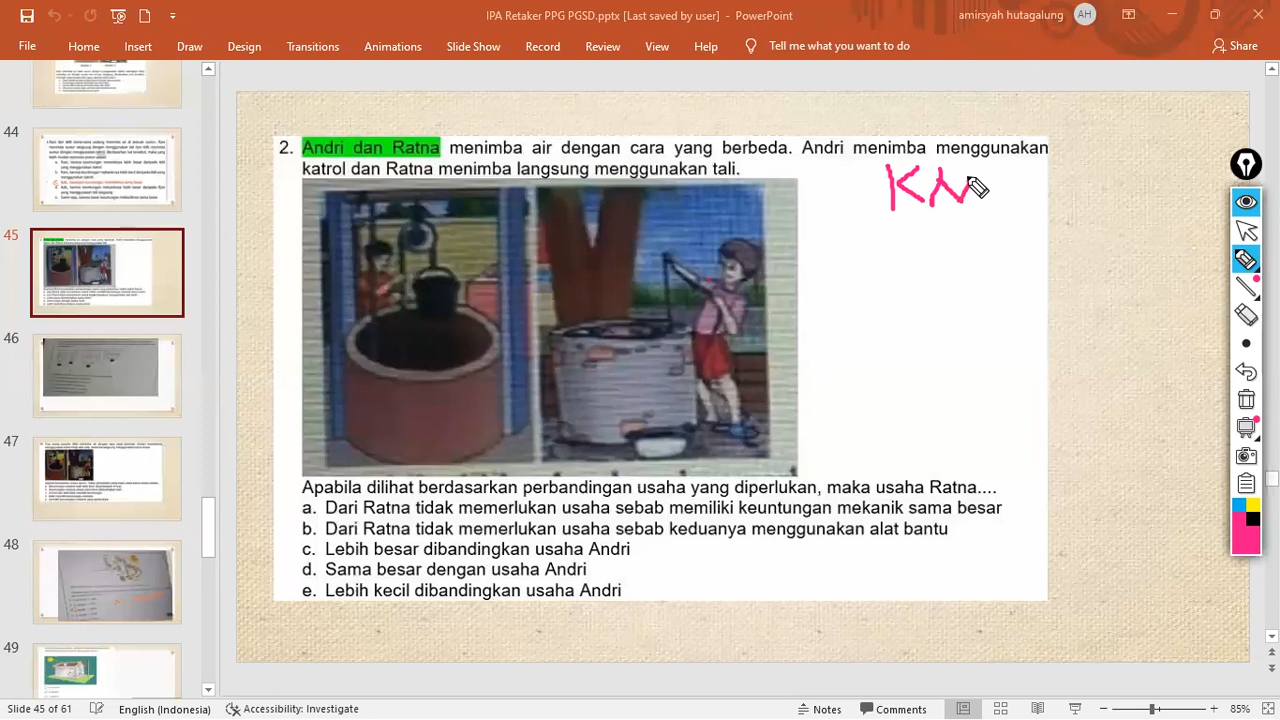 IPA Retaker PPG PGSD.pptx [Last saved by user] - PowerPoint
amirsyah hutagalung
AH
File Home Insert Draw Design Transitions Animations Slide Show Record Review View Help Tell me what you want to do Share
44
45
46
47
48
49
2. Andri dan Ratna menimba air dengan cara yang berbeda. Andri menimba menggunakan
katrol dan Ratna menimba langsung menggunakan tali.
KM
Apabila dilihat berdasarkan perbandingan usaha yang diperlukan, maka usaha Ratna....
a. Dari Ratna tidak memerlukan usaha sebab memiliki keuntungan mekanik sama besar
b. Dari Ratna tidak memerlukan usaha sebab keduanya menggunakan alat bantu
c. Lebih besar dibandingkan usaha Andri
d. Sama besar dengan usaha Andri
e. Lebih kecil dibandingkan usaha Andri
Slide 45 of 61 English (Indonesia) Accessibility: Investigate Notes Comments 85%